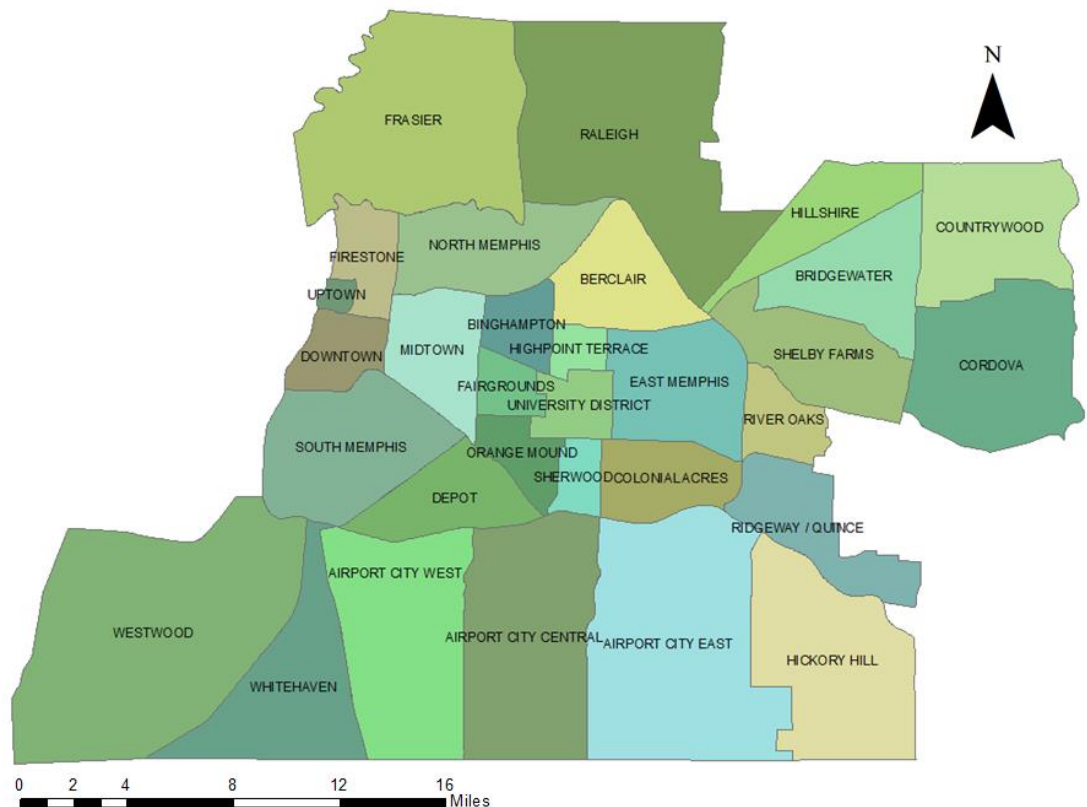 N
FRASIER
RALEIGH
HILLSHIRE
COUNTRYWOOD
NORTH MEMPHIS
FIRESTONE
BRIDGEWATER
BERCLAIR
UPTOWN
BINGHAMPTON
MIDTOWN
HIGHPOINT TERRACE
DOWNTOWN
SHELBY FARMS
CORDOVA
EAST MEMPHIS
FAIRGROUNDS
UNIVERSITY DISTRICT
RIVER OAKS
SOUTH MEMPHIS
ORANGE MOUND
SHERWOOD
COLONIAL ACRES
DEPOT
RIDGEWAY / QUINCE
AIRPORT CITY WEST
WESTWOOD
AIRPORT CITY CENTRAL
AIRPORT CITY EAST
HICKORY HILL
WHITEHAVEN
0 2 4 8 12 16
Miles